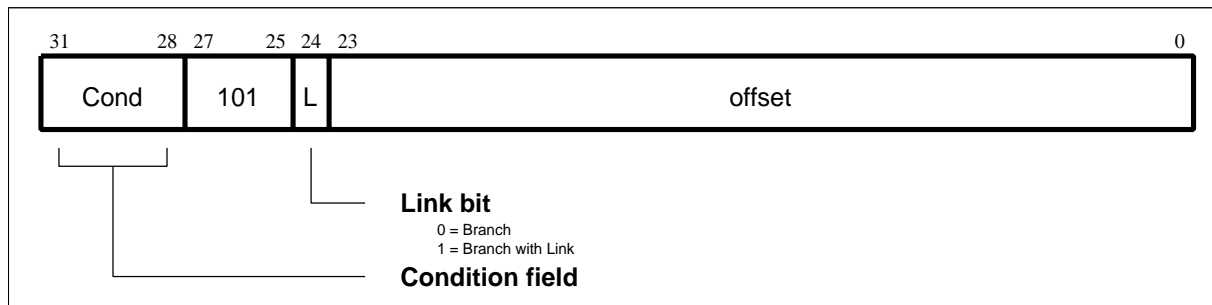 31 28 27 25 24 23 0
Cond 101 L offset
Link bit
0 = Branch
1 = Branch with Link
Condition field